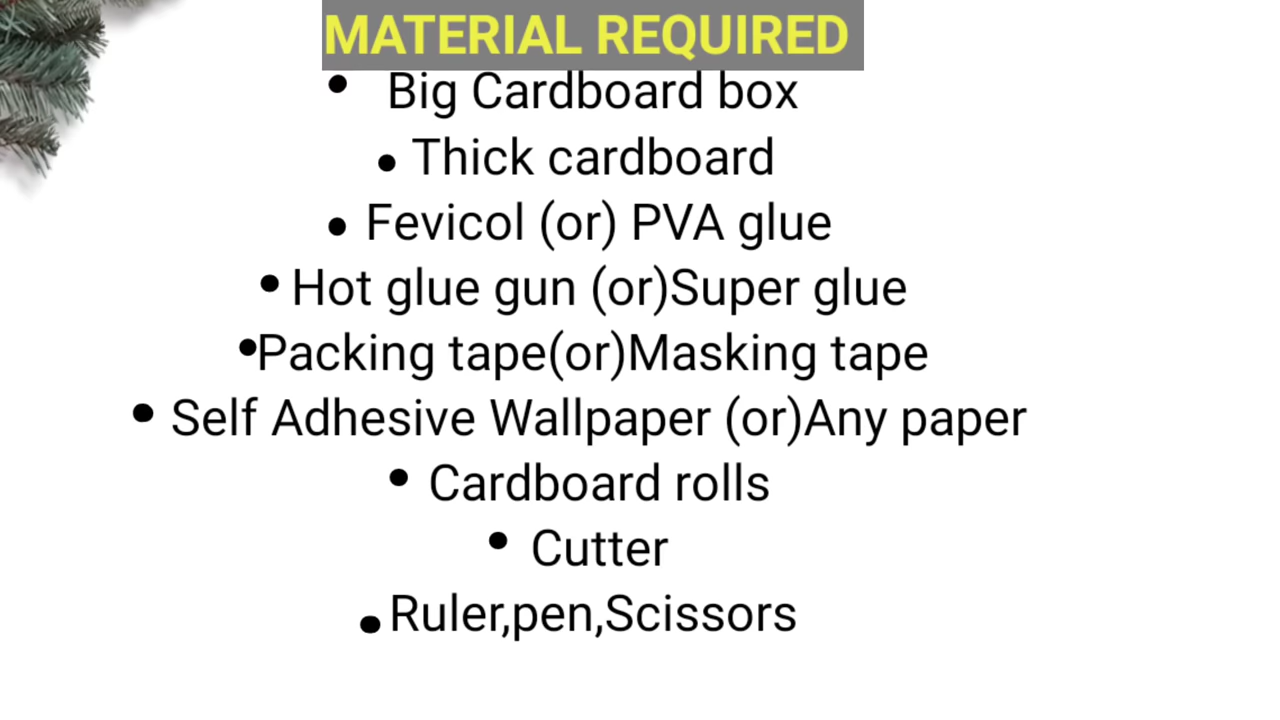 MATERIAL REQUIRED
• Big Cardboard box
• Thick cardboard
• Fevicol (or) PVA glue
• Hot glue gun (or)Super glue
•Packing tape(or)Masking tape
• Self Adhesive Wallpaper (or)Any paper
• Cardboard rolls
• Cutter
•Ruler,pen,Scissors